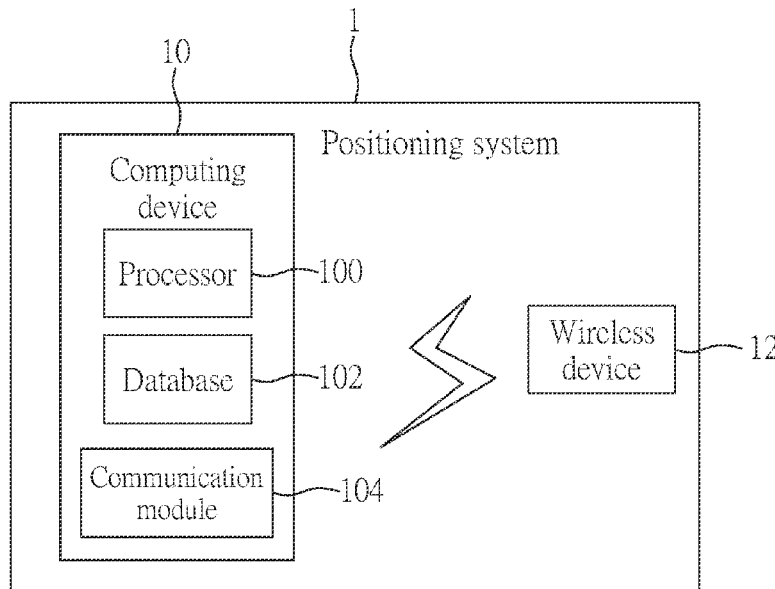 1
10
Positioning system
Computing
device
Processor
100
Database
102
Communication
module
104
Wireless
device
12